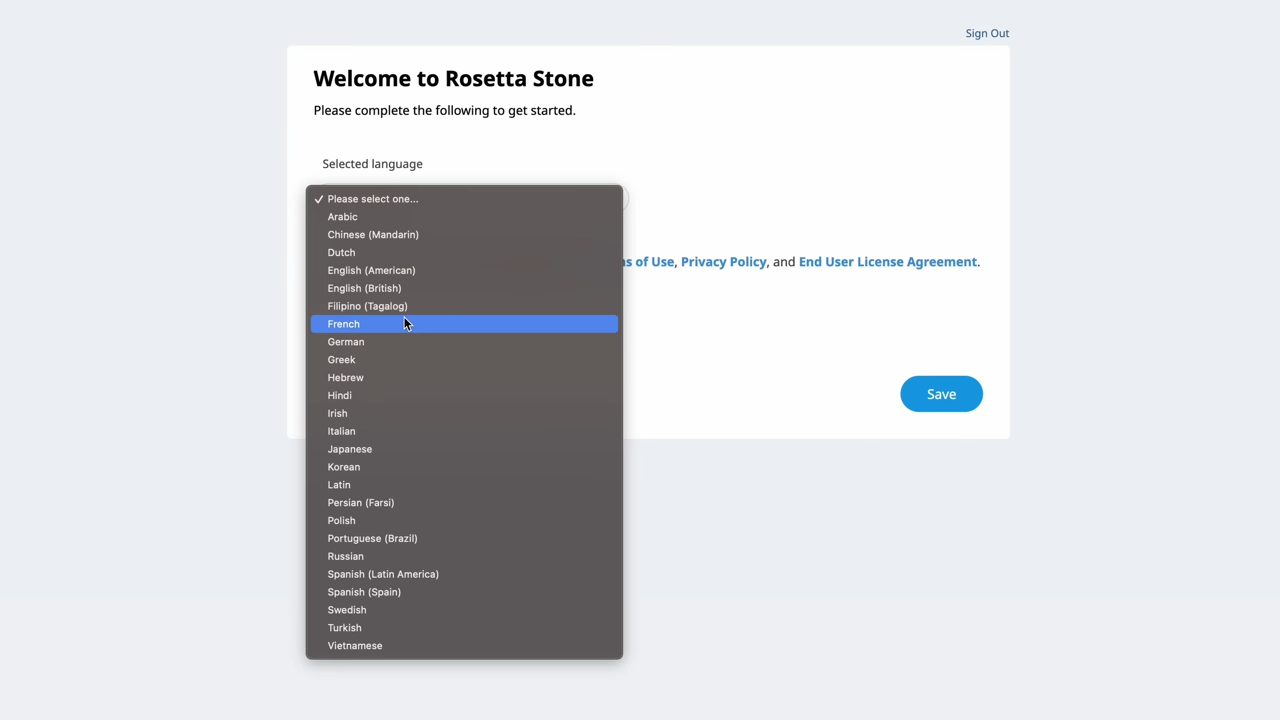 Sign Out
Welcome to Rosetta Stone
Please complete the following to get started.
Selected language
✓ Please select one...
Arabic
Chinese (Mandarin)
Dutch
English (American)
of Use, Privacy Policy, and End User License Agreement.
English (British)
Filipino (Tagalog)
French
German
Greek
Hebrew
Hindi
Save
Irish
Italian
Japanese
Korean
Latin
Persian (Farsi)
Polish
Portuguese (Brazil)
Russian
Spanish (Latin America)
Spanish (Spain)
Swedish
Turkish
Vietnamese